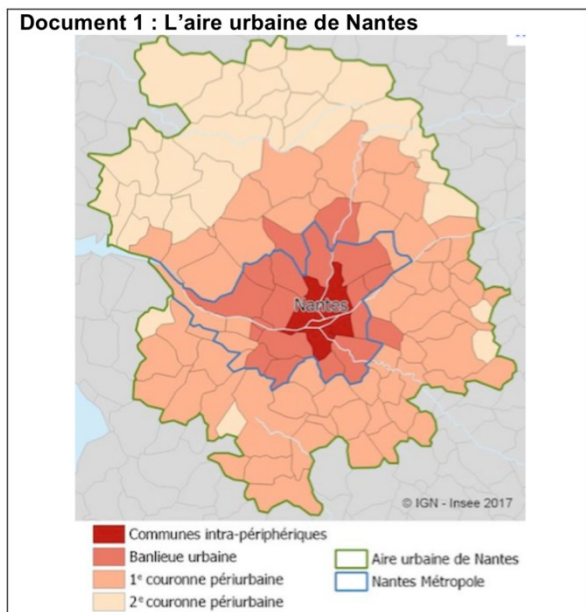 Document 1 : L’aire urbaine de Nantes
Nantes
© IGN - Insee 2017
Communes intra-périphériques
Banlieue urbaine
1e couronne périurbaine
2e couronne périurbaine
Aire urbaine de Nantes
Nantes Métropole